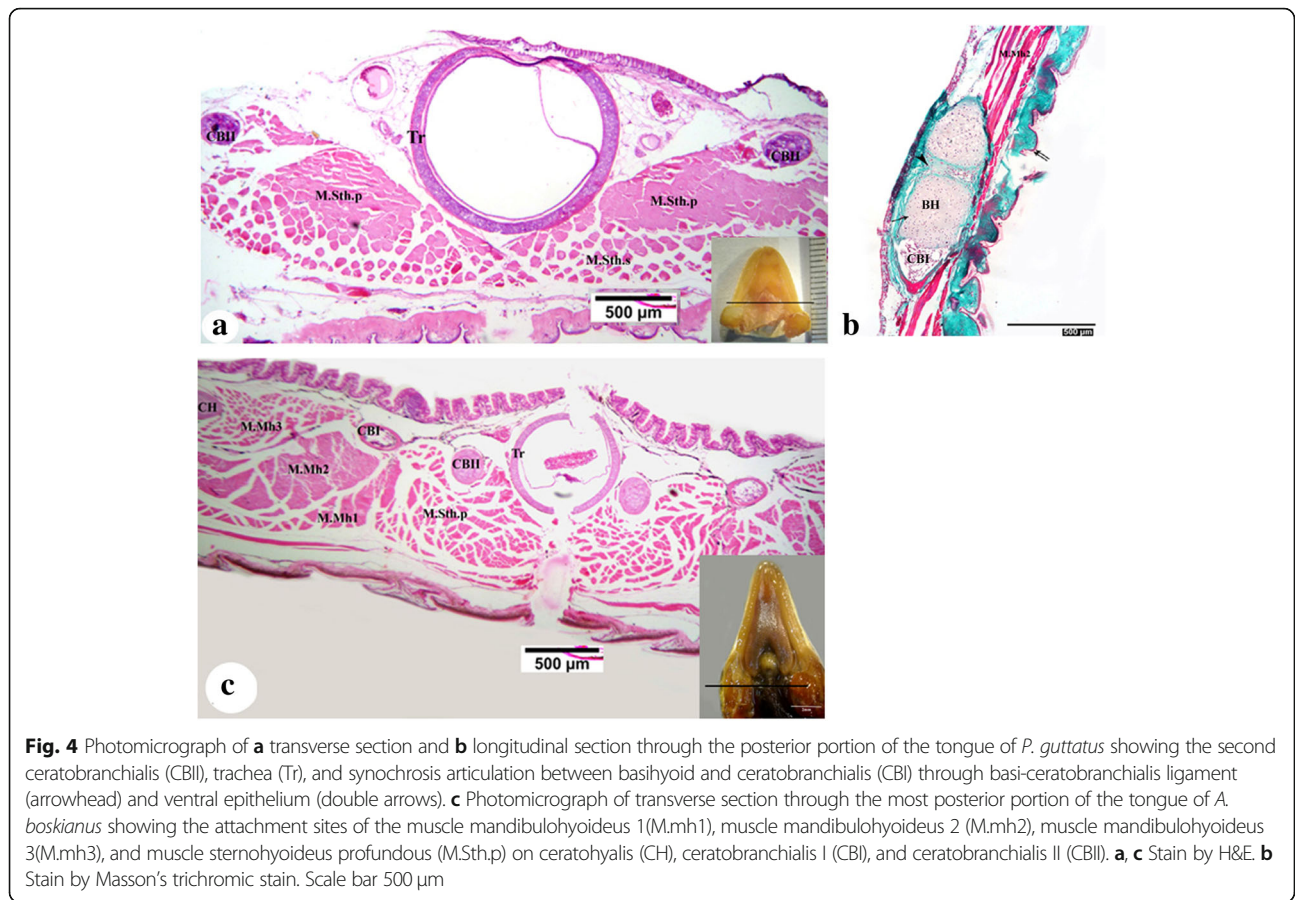 CBII
Tr
CBII
M.Sth.p
M.Sth.p
M.Sth.s
500 µm
a
M.Mh2
BH
CBI
500 µm
b
CH
M.Mh3
CBI
CBII
Tr
M.Mh2
M.Sth.p
M.Mh1
500 µm
c
Fig. 4 Photomicrograph of a transverse section and b longitudinal section through the posterior portion of the tongue of P. guttatus showing the second
ceratobranchialis (CBII), trachea (Tr), and synochrosis articulation between basihyoid and ceratobranchialis (CBI) through basi-ceratobranchialis ligament
(arrowhead) and ventral epithelium (double arrows). c Photomicrograph of transverse section through the most posterior portion of the tongue of A.
boskianus showing the attachment sites of the muscle mandibulohyoideus 1(M.mh1), muscle mandibulohyoideus 2 (M.mh2), muscle mandibulohyoideus
3(M.mh3), and muscle sternohyoideus profundous (M.Sth.p) on ceratohyalis (CH), ceratobranchialis I (CBI), and ceratobranchialis II (CBII). a, c Stain by H&E. b
Stain by Masson's trichromic stain. Scale bar 500 µm